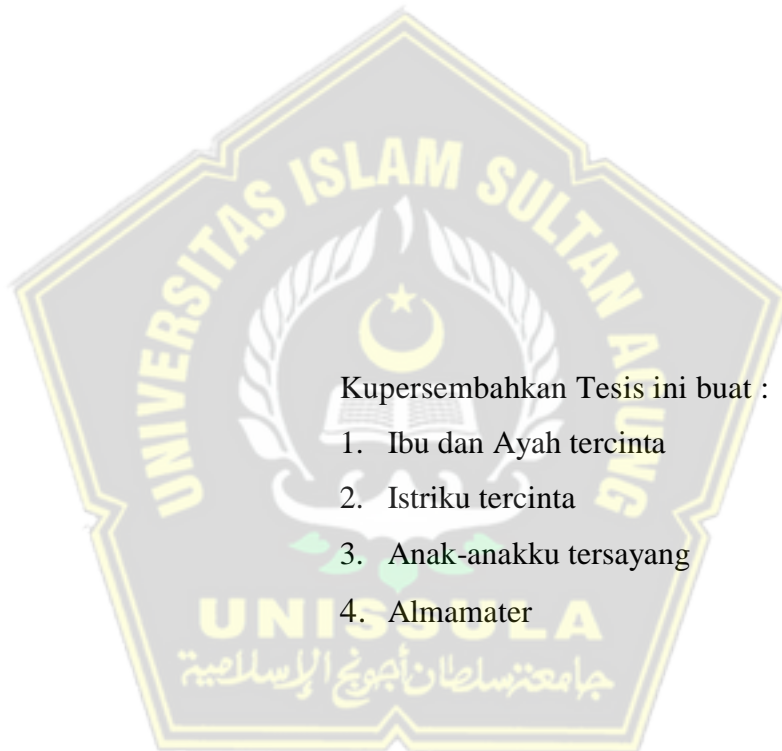 UNIVERSITAS ISLAM SULTAN AGUNG
Kupersembahkan Tesis ini buat :
1. Ibu dan Ayah tercinta
2. Istriku tercinta
3. Anak-anakku tersayang
4. Almamater
UNISSULA
جامعة سلطان أجونج الإسلامية